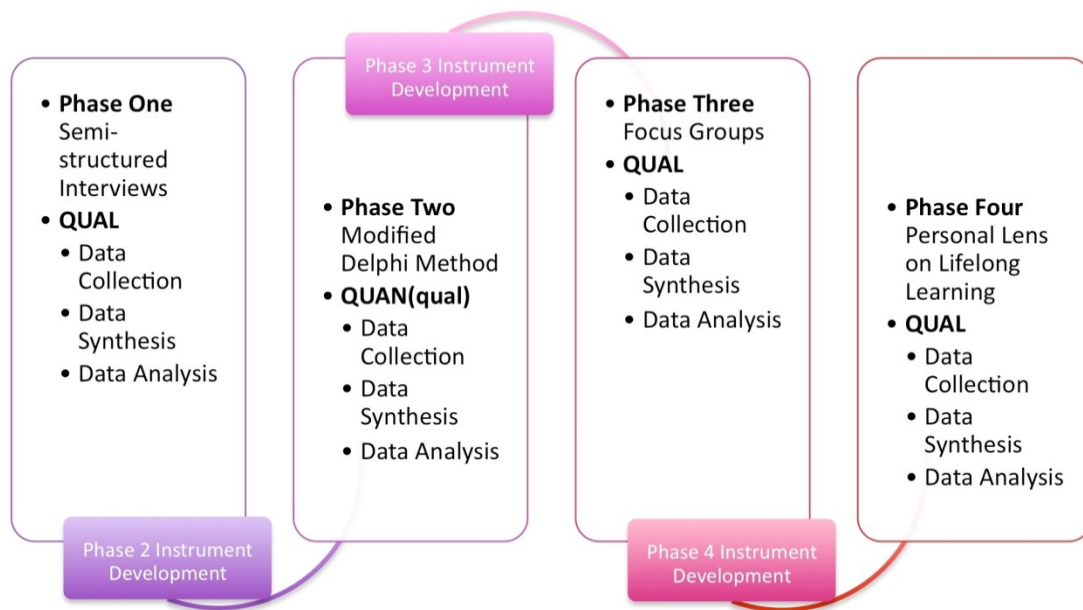 • Phase One
Semi-
structured
Interviews
• QUAL
• Data
Collection
• Data
Synthesis
• Data Analysis
Phase 2 Instrument
Development
• Phase Two
Modified
Delphi Method
• QUAN(qual)
• Data
Collection
• Data
Synthesis
• Data Analysis
Phase 3 Instrument
Development
• Phase Three
Focus Groups
• QUAL
• Data
Collection
• Data
Synthesis
• Data Analysis
Phase 4 Instrument
Development
• Phase Four
Personal Lens
on Lifelong
Learning
• QUAL
• Data
Collection
• Data
Synthesis
• Data Analysis